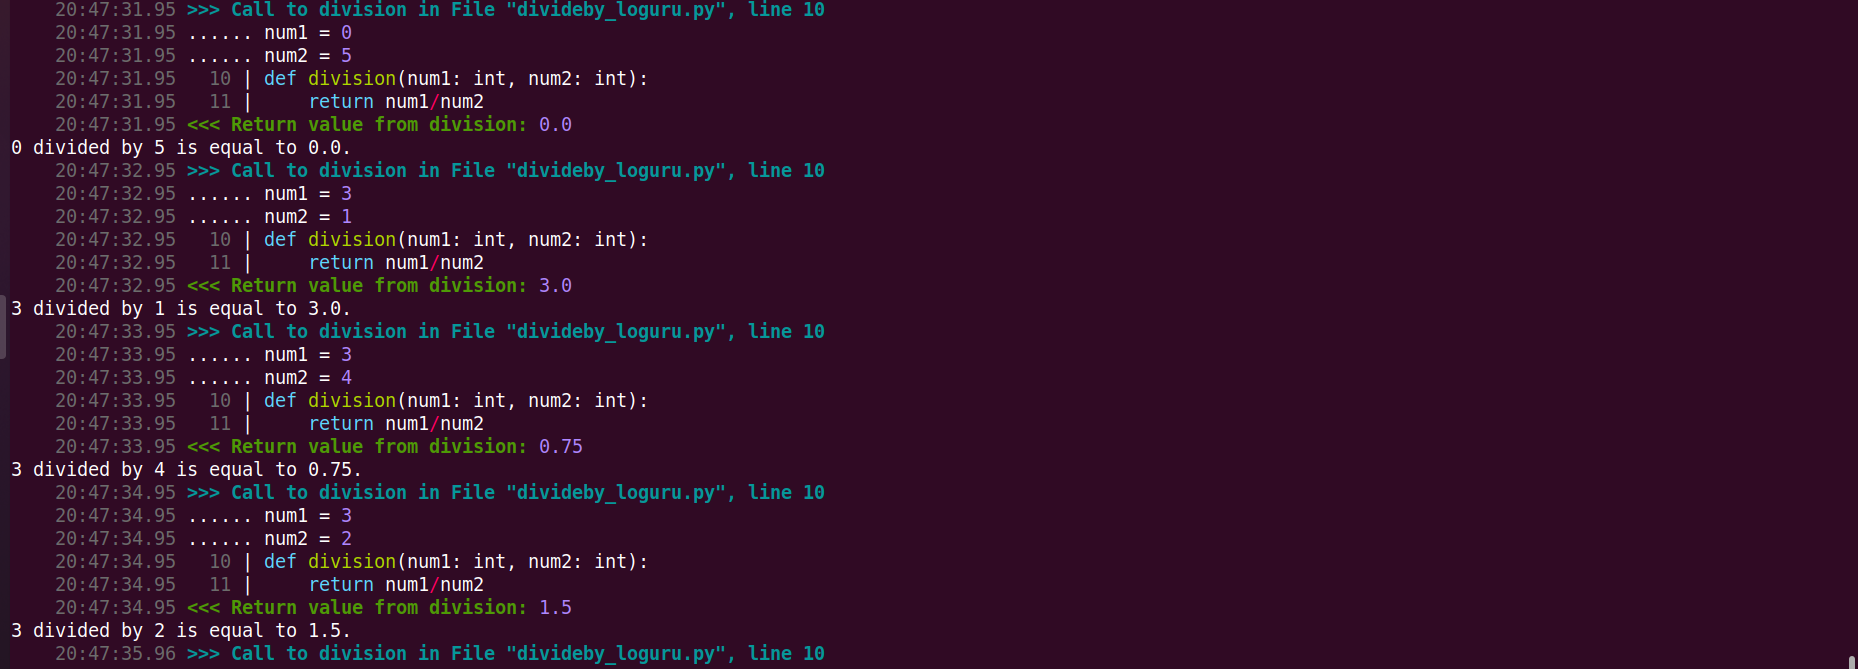 20:47:31.95 >>> Call to division in File "divideby_loguru.py", line 10
20:47:31.95 ...... num1 = 0
20:47:31.95 ...... num2 = 5
20:47:31.95   10 | def division(num1: int, num2: int):
20:47:31.95   11 |     return num1/num2
20:47:31.95 <<< Return value from division: 0.0
0 divided by 5 is equal to 0.0.
20:47:32.95 >>> Call to division in File "divideby_loguru.py", line 10
20:47:32.95 ...... num1 = 3
20:47:32.95 ...... num2 = 1
20:47:32.95   10 | def division(num1: int, num2: int):
20:47:32.95   11 |     return num1/num2
20:47:32.95 <<< Return value from division: 3.0
3 divided by 1 is equal to 3.0.
20:47:33.95 >>> Call to division in File "divideby_loguru.py", line 10
20:47:33.95 ...... num1 = 3
20:47:33.95 ...... num2 = 4
20:47:33.95   10 | def division(num1: int, num2: int):
20:47:33.95   11 |     return num1/num2
20:47:33.95 <<< Return value from division: 0.75
3 divided by 4 is equal to 0.75.
20:47:34.95 >>> Call to division in File "divideby_loguru.py", line 10
20:47:34.95 ...... num1 = 3
20:47:34.95 ...... num2 = 2
20:47:34.95   10 | def division(num1: int, num2: int):
20:47:34.95   11 |     return num1/num2
20:47:34.95 <<< Return value from division: 1.5
3 divided by 2 is equal to 1.5.
20:47:35.96 >>> Call to division in File "divideby_loguru.py", line 10